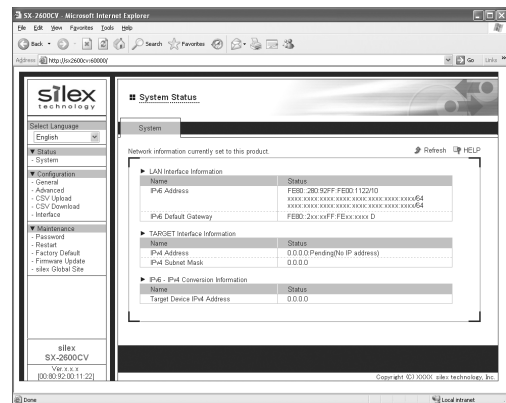 SX-2600CV - Microsoft Internet Explorer
File Edit View Favorites Tools Help
Back Search Favorites
Address http://sx2600cv:60000/ Go Links »
silex
technology
Select Language
English
▼ Status
- System
▼ Configuration
- General
- Advanced
- CSV Upload
- CSV Download
- Interface
▼ Maintenance
- Password
- Restart
- Factory Default
- Firmware Update
- silex Global Site
silex
SX-2600CV
Ver.x.x.x
[00:80:92:00:11:22]
System Status
System
Network information currently set to this product. Refresh HELP
► LAN Interface Information
Name Status
IPv6 Address FE80::280:92FF:FE00:1122/10
xxxx:xxxx:xxxx:xxxx:xxxx:xxxx:xxxx:xxxx/64
xxxx:xxxx:xxxx:xxxx:xxxx:xxxx:xxxx:xxxx/64
IPv6 Default Gateway FE80::2xx:xxFF:FExx:xxxx D
► TARGET Interface Information
Name Status
IPv4 Address 0.0.0.0:Pending(No IP address)
IPv4 Subnet Mask 0.0.0.0
► IPv6 - IPv4 Conversion Information
Name Status
Target Device IPv4 Address 0.0.0.0
Copyright (C) XXXX silex technology, Inc.
Done Local intranet